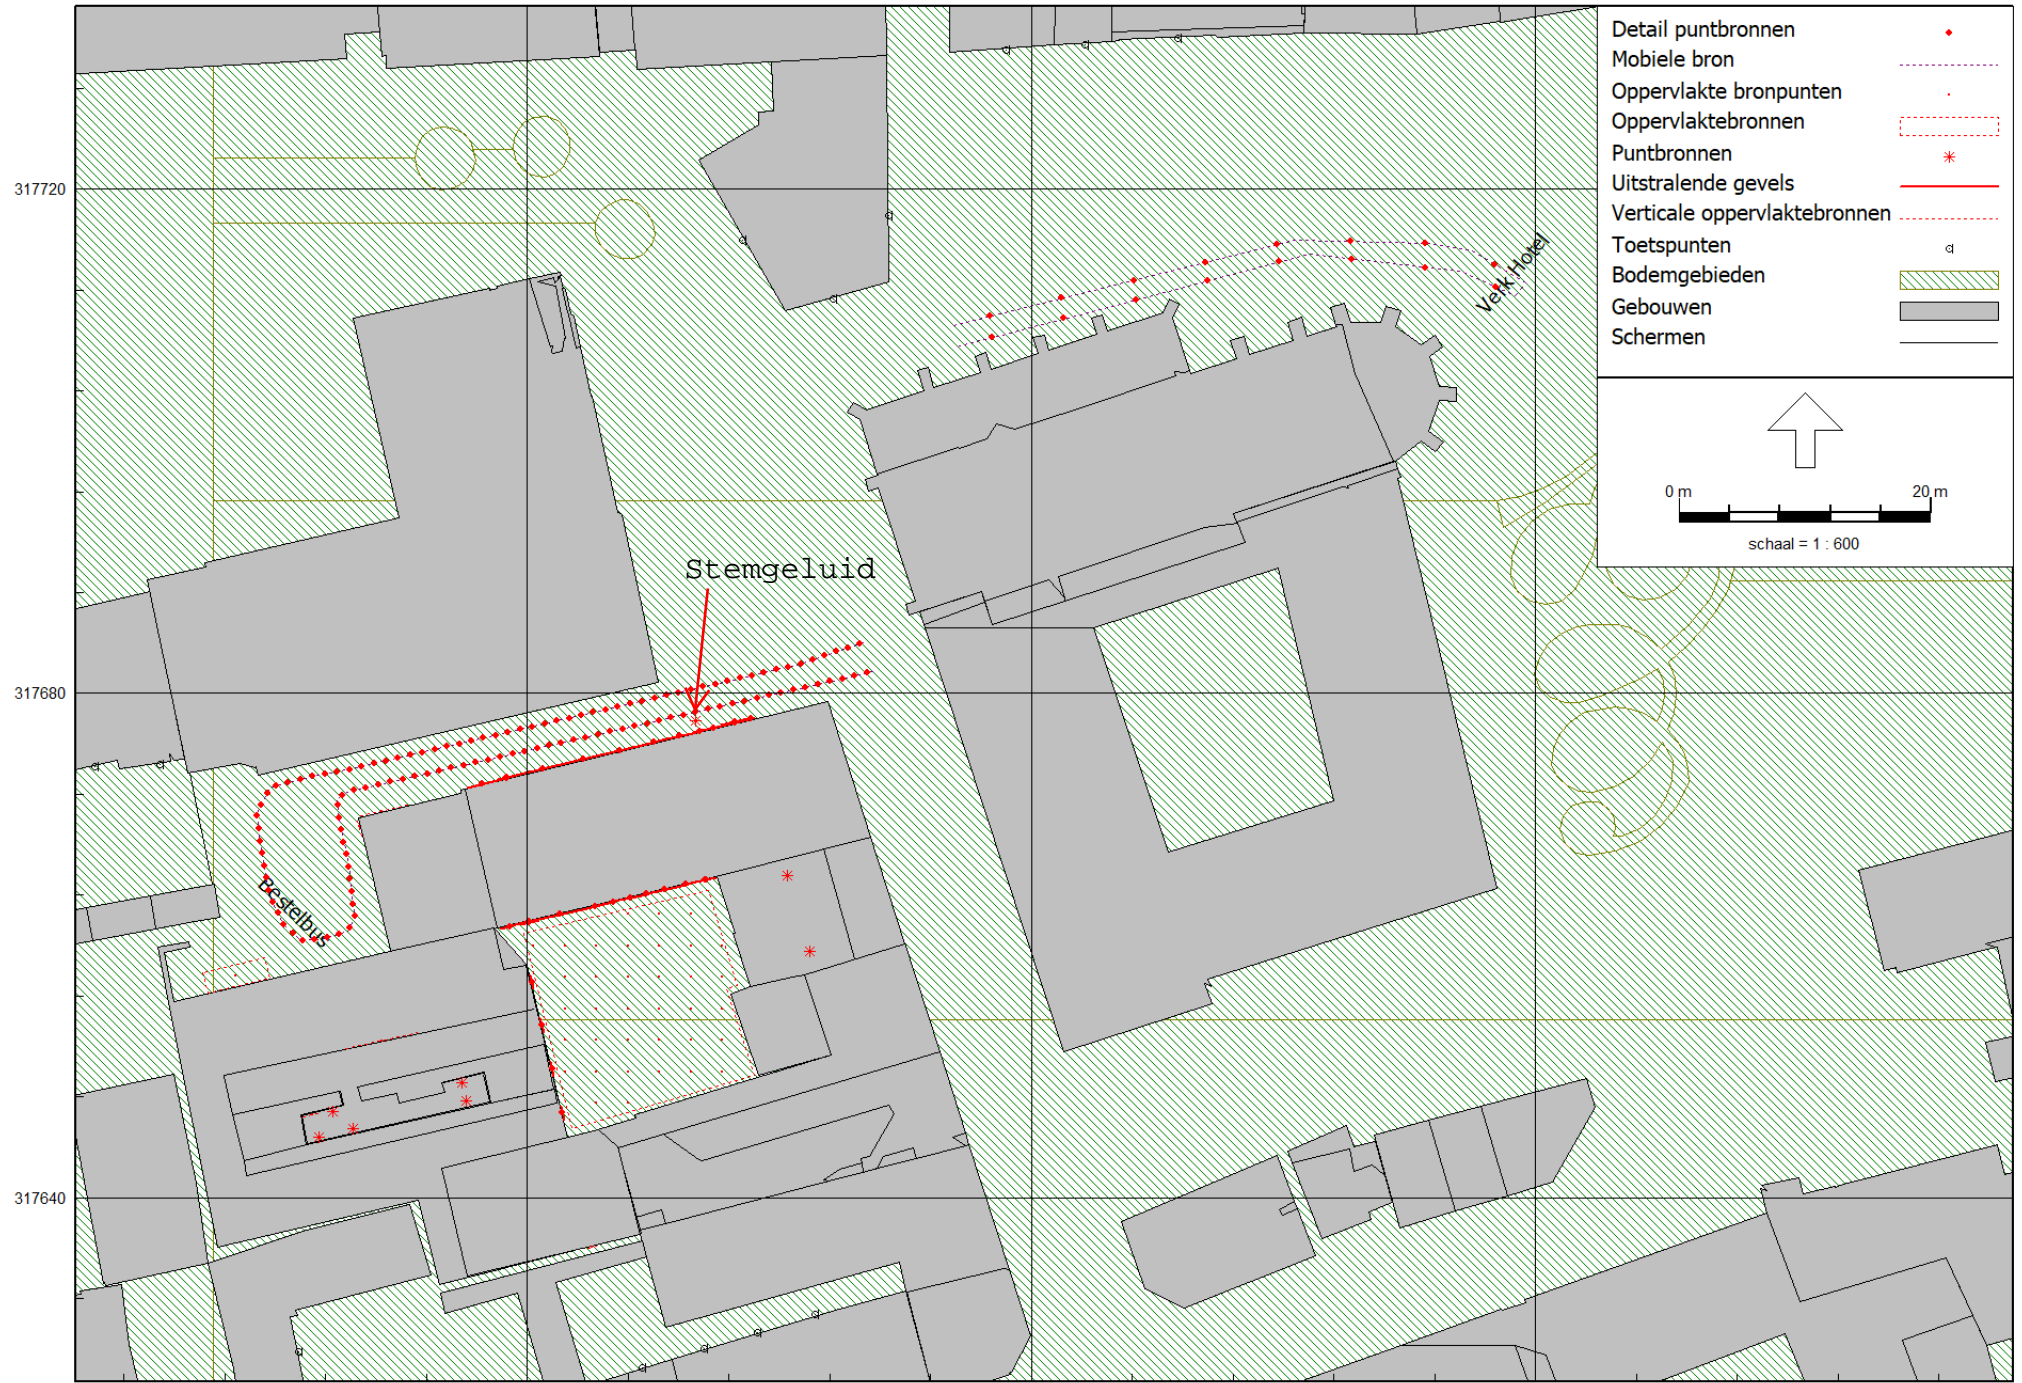 Detail puntbronnen
Mobiele bron
Oppervlakte bronpunten
Oppervlaktebronnen
Puntbronnen
Uitstralende gevels
Verticale oppervlaktebronnen
Toetspunten
Bodemgebieden
Gebouwen
Schermen
0 m 20 m
schaal = 1 : 600
317720
Verk Hotel
Stemgeluid
317680
Bestelbus
317640